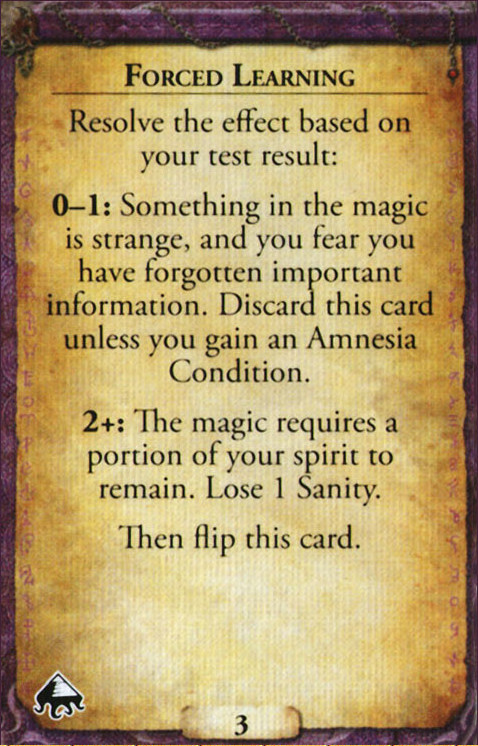 Forced Learning
Resolve the effect based on
your test result:
0–1: Something in the magic
is strange, and you fear you
have forgotten important
information. Discard this card
unless you gain an Amnesia
Condition.
2+: The magic requires a
portion of your spirit to
remain. Lose 1 Sanity.
Then flip this card.
3